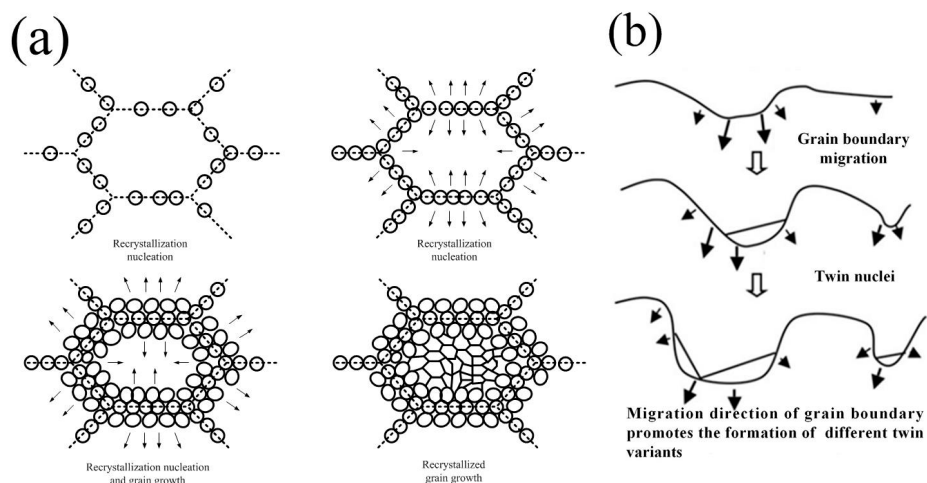 (a)
Recrystallization
nucleation
Recrystallization
nucleation
Recrystallization nucleation
and grain growth
Recrystallized
grain growth
(b)
Grain boundary
migration
Twin nuclei
Migration direction of grain boundary
promotes the formation of different twin
variants